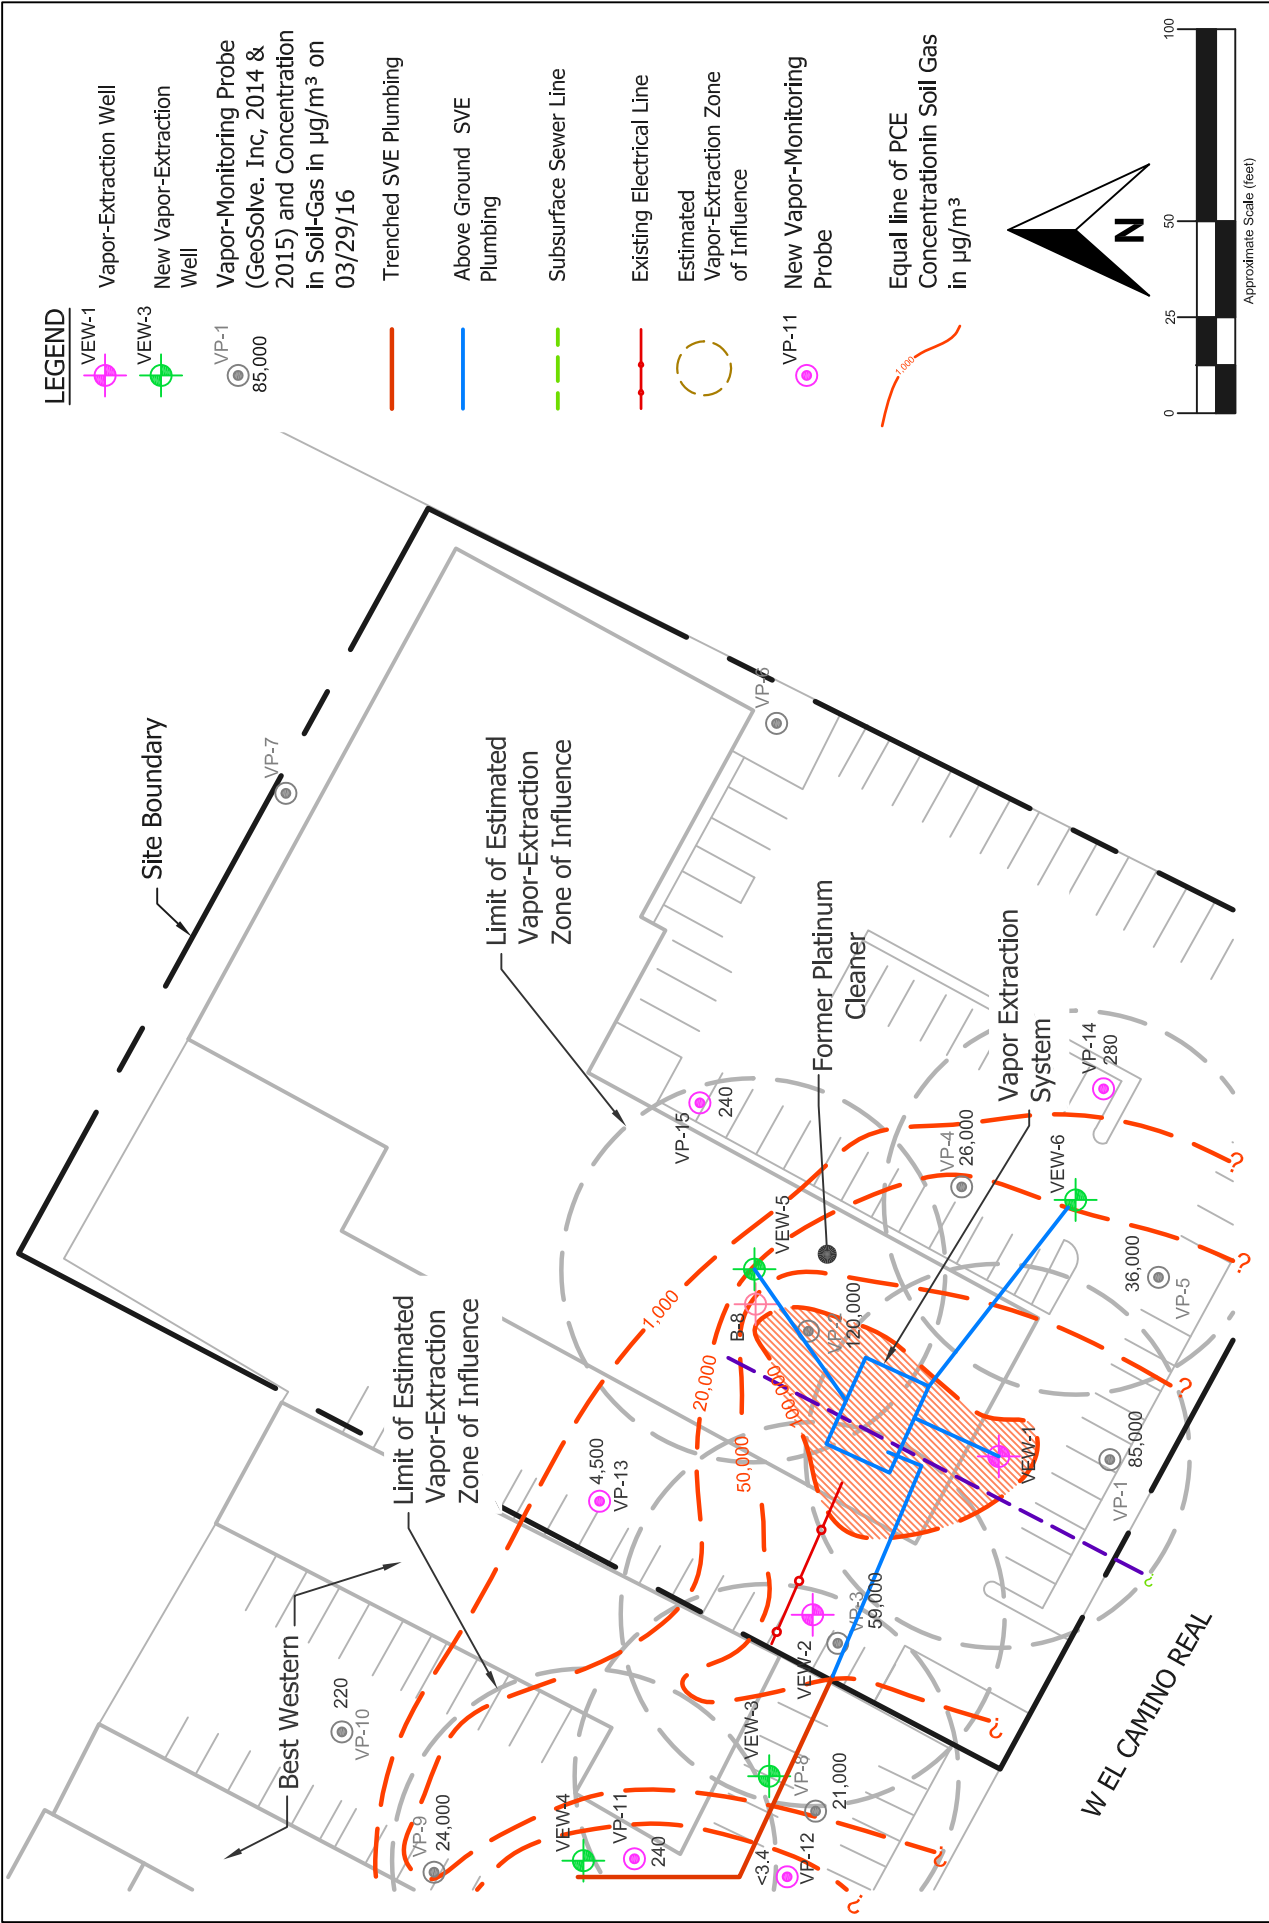 LEGEND
VEW-1
Vapor-Extraction Well
VEW-3
New Vapor-Extraction
Well
VP-1
85,000
Vapor-Monitoring Probe
(GeoSolve. Inc, 2014 &
2015) and Concentration
in Soil-Gas in µg/m³ on
03/29/16
Trenched SVE Plumbing
Above Ground SVE
Plumbing
Subsurface Sewer Line
Existing Electrical Line
Estimated
Vapor-Extraction Zone
of Influence
VP-11
New Vapor-Monitoring
Probe
1,000
Equal line of PCE
Concentrationin Soil Gas
in µg/m³
N
0
25
50
100
Approximate Scale (feet)
Site Boundary
VP-7
VP-6
Limit of Estimated
Vapor-Extraction
Zone of Influence
Former Platinum
Cleaner
Vapor Extraction
System
VP-14
280
VP-15
240
VP-4
26,000
VEW-6
VEW-5
36,000
VP-5
?
?
?
B-8
VP-2
120,000
1,000
20,000
50,000
100,000
Limit of Estimated
Vapor-Extraction
Zone of Influence
4,500
VP-13
VEW-1
VP-1
85,000
?
Best Western
220
VP-10
VEW-2
VP-3
59,000
?
VEW-3
VP-8
21,000
VP-9
24,000
VEW-4
VP-11
240
<3.4
VP-12
?
?
W EL CAMINO REAL